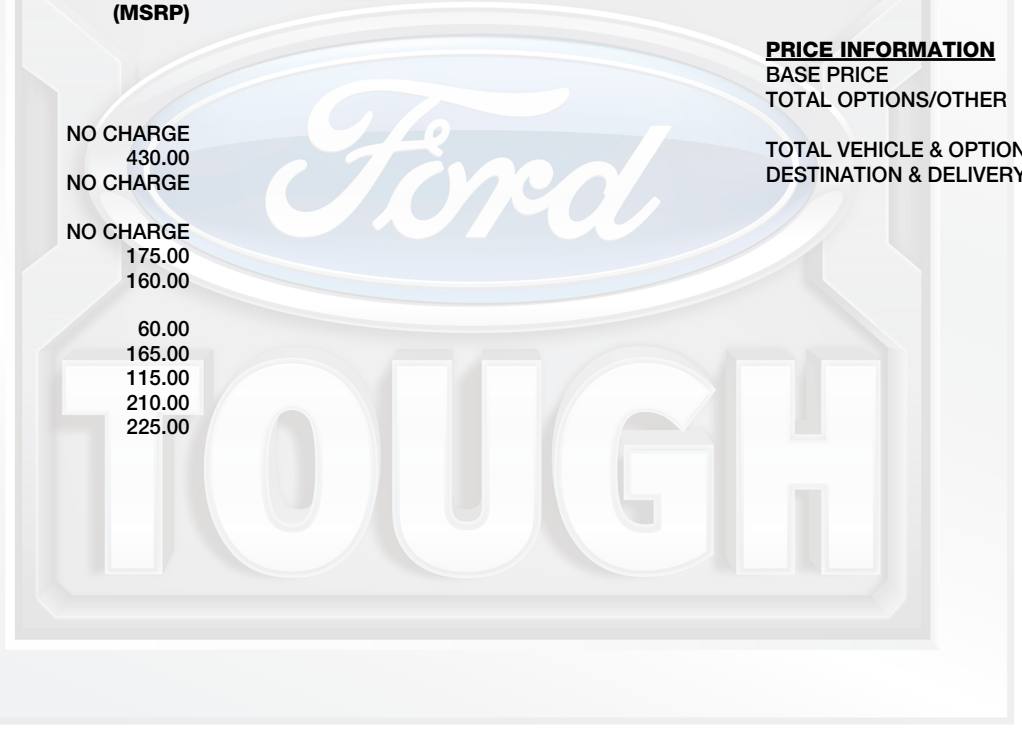 (MSRP)
NO CHARGE
430.00
NO CHARGE
NO CHARGE
175.00
160.00
60.00
165.00
115.00
210.00
225.00
PRICE INFORMATION
BASE PRICE
TOTAL OPTIONS/OTHER
TOTAL VEHICLE & OPTION
DESTINATION & DELIVERY
Ford
TOUGH